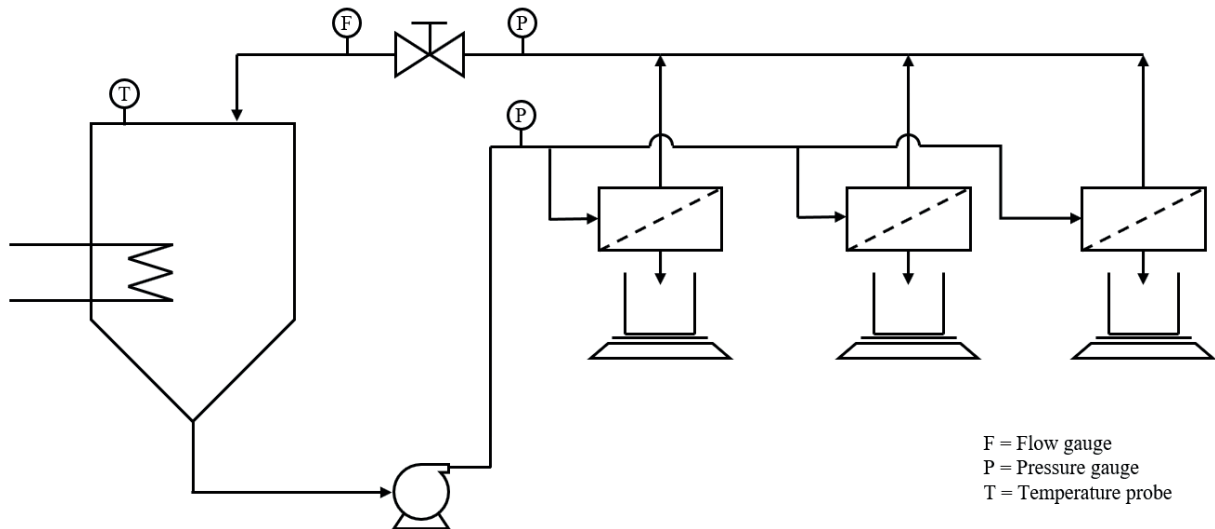 F
P
T
P
F = Flow gauge
P = Pressure gauge
T = Temperature probe